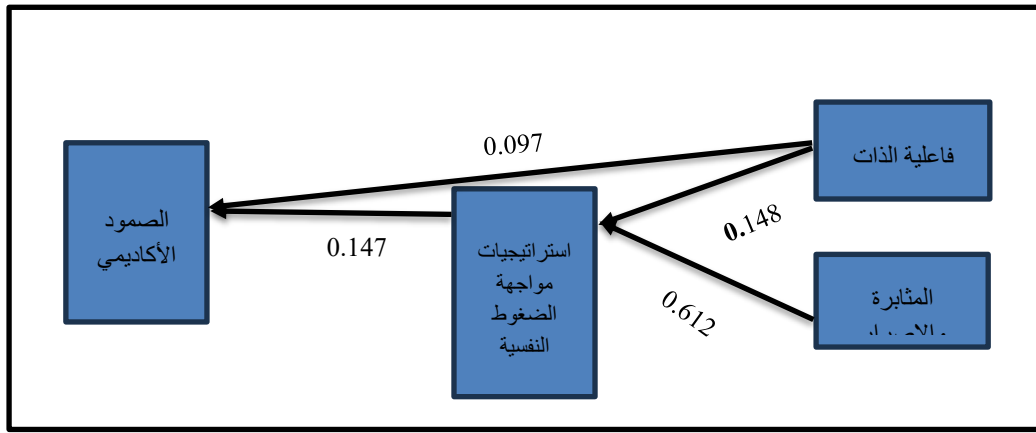 فاعلية الذات
0.097
الصمود
الأكاديمي
استراتيجيات
مواجهة
الضغوط
النفسية
0.148
0.147
المثابرة
0.612